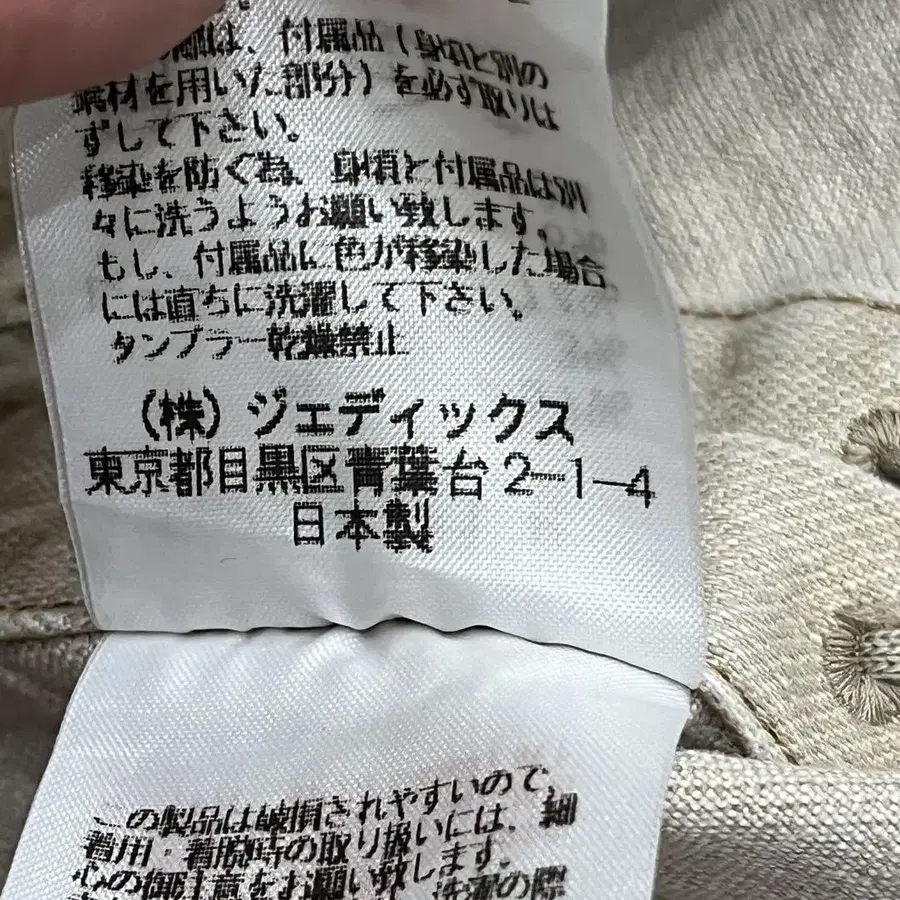 は、付属品（身頃と別の
素材を用いた部分）を必ず取りは
ずして下さい。
移染を防ぐ為、身頃と付属品は別
々に洗うようお願い致します。
もし、付属品に色が移染した場合
には直ちに洗濯して下さい。
タンブラー乾燥禁止
（株）ジェディックス
東京都目黒区青葉台2-1-4
日本製
この製品は破損されやすいので、
着用・着脱時の取り扱いには、細
心の御注意をお願い致します。
洗濯の際